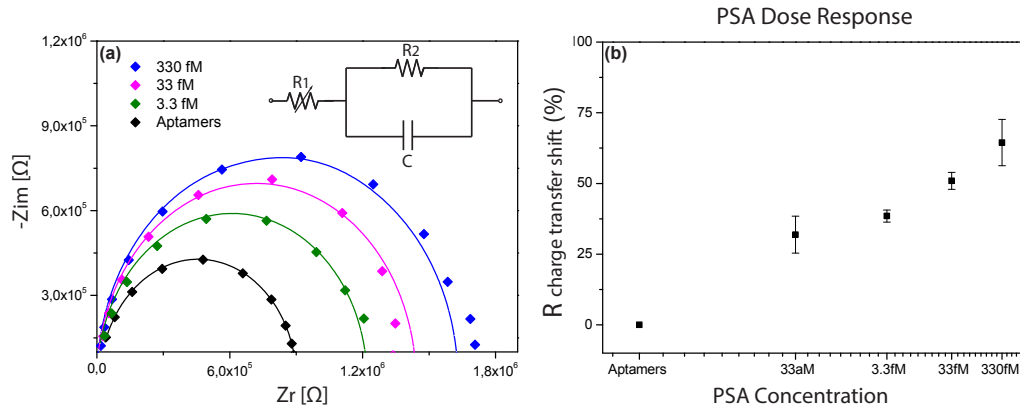 PSA Dose Response
(a)
330 fM
33 fM
3.3 fM
Aptamers
R1
R2
C
1,2x10⁶
9,0x10⁵
6,0x10⁵
3,0x10⁵
-Zim [Ω]
0,0
6,0x10⁵
1,2x10⁶
1,8x10⁶
Zr [Ω]
(b)
100
75
50
25
0
R charge transfer shift (%)
Aptamers
33aM
3.3fM
33fM
330fM
PSA Concentration